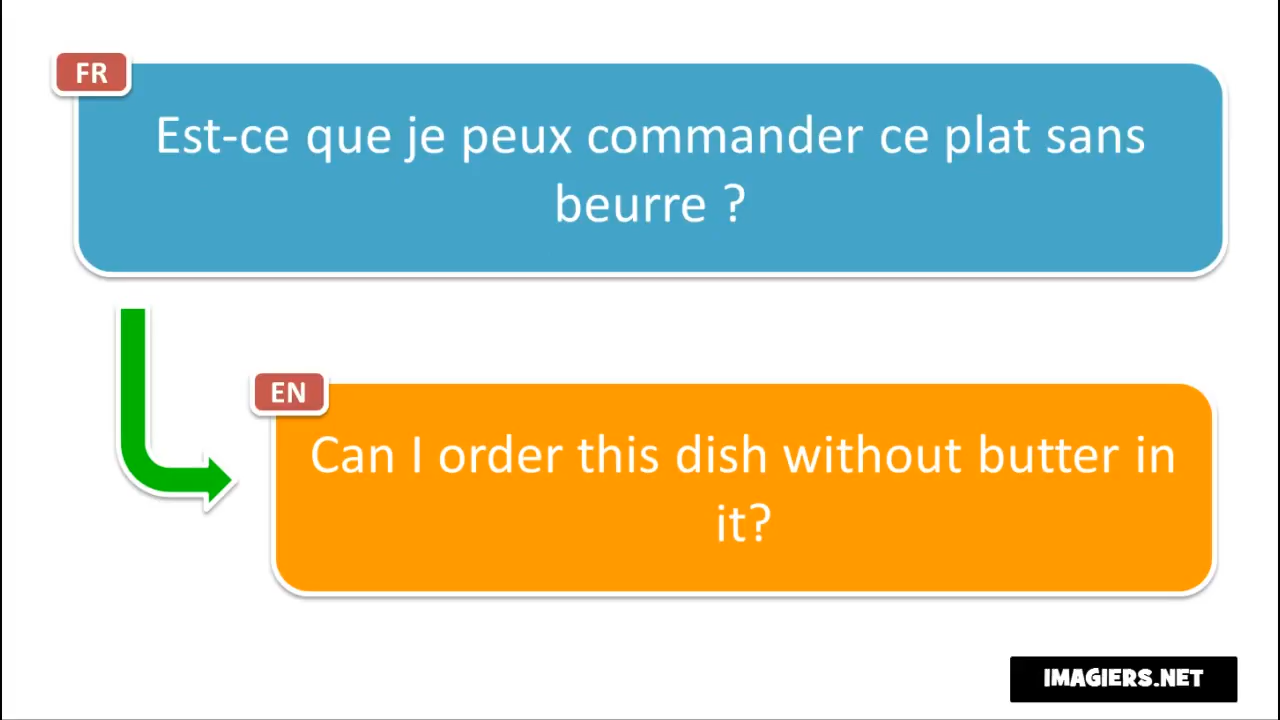 FR
Est-ce que je peux commander ce plat sans
beurre ?
EN
Can I order this dish without butter in
it?
IMAGIERS.NET